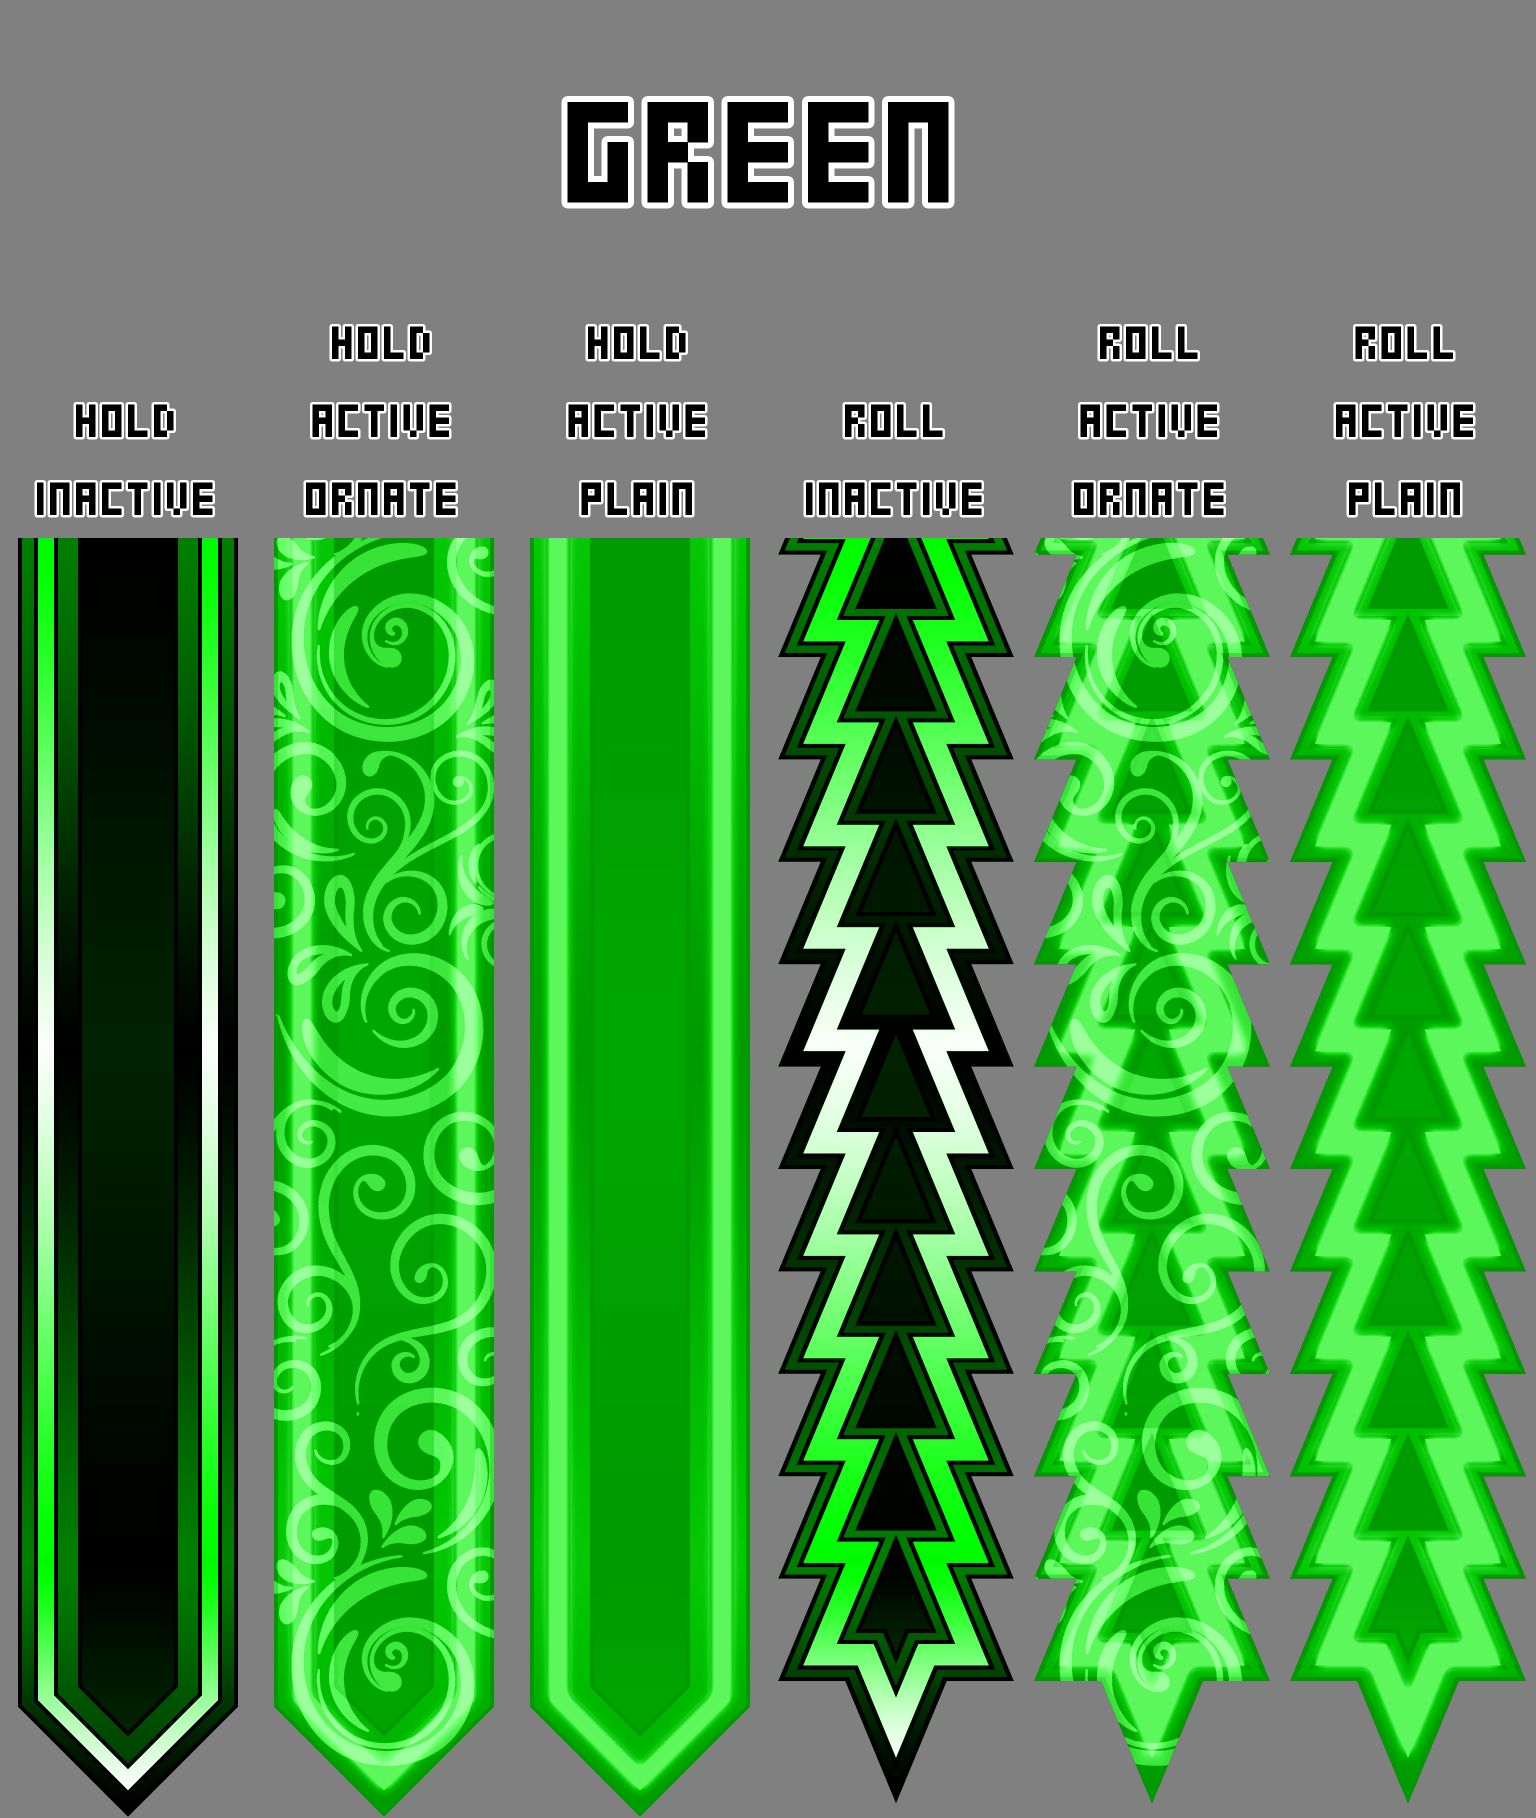 GREEN
HOLD
INACTIVE
HOLD
ACTIVE
ORNATE
HOLD
ACTIVE
PLAIN
ROLL
INACTIVE
ROLL
ACTIVE
ORNATE
ROLL
ACTIVE
PLAIN